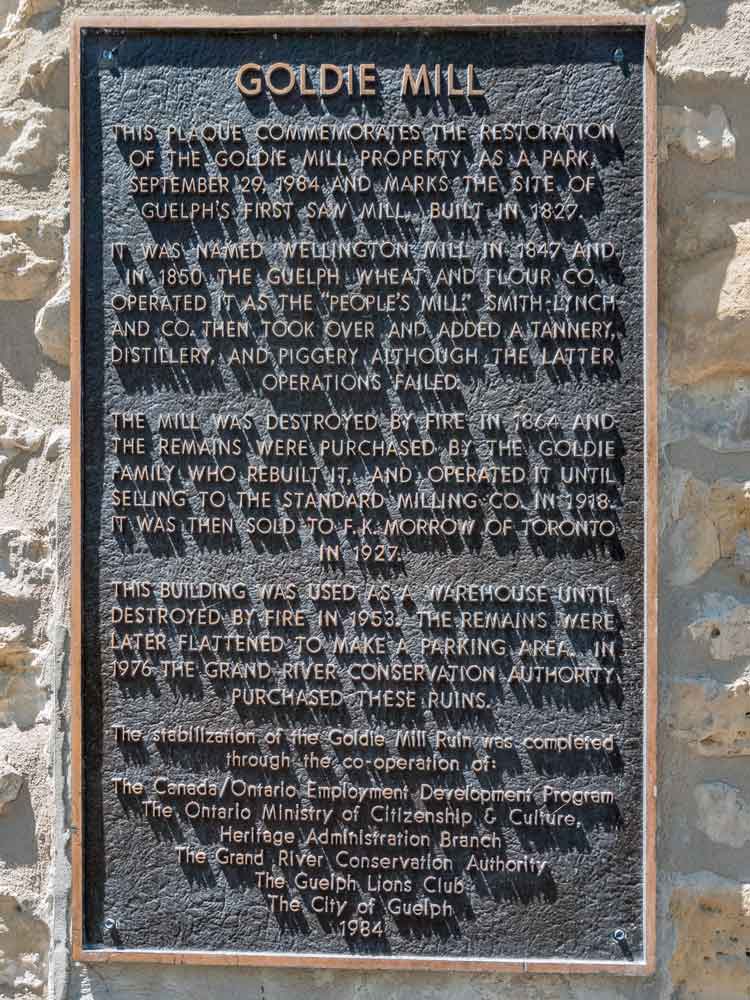 GOLDIE MILL
THIS PLAQUE COMMEMORATES THE RESTORATION
OF THE GOLDIE MILL PROPERTY AS A PARK,
SEPTEMBER 29, 1984 AND MARKS THE SITE OF
GUELPH'S FIRST SAW MILL, BUILT IN 1827.
IT WAS NAMED WELLINGTON MILL IN 1847 AND
IN 1850 THE GUELPH WHEAT AND FLOUR CO.
OPERATED IT AS THE "PEOPLE'S MILL." SMITH-LYNCH
AND CO. THEN TOOK OVER AND ADDED A TANNERY,
DISTILLERY, AND PIGGERY ALTHOUGH THE LATTER
OPERATIONS FAILED.
THE MILL WAS DESTROYED BY FIRE IN 1864 AND
THE REMAINS WERE PURCHASED BY THE GOLDIE
FAMILY WHO REBUILT IT, AND OPERATED IT UNTIL
SELLING TO THE STANDARD MILLING CO. IN 1918.
IT WAS THEN SOLD TO F.K. MORROW OF TORONTO
IN 1927.
THIS BUILDING WAS USED AS A WAREHOUSE UNTIL
DESTROYED BY FIRE IN 1953. THE REMAINS WERE
LATER FLATTENED TO MAKE A PARKING AREA. IN
1976 THE GRAND RIVER CONSERVATION AUTHORITY
PURCHASED THESE RUINS.
The stabilization of the Goldie Mill Ruin was completed
through the co-operation of:
The Canada/Ontario Employment Development Program
The Ontario Ministry of Citizenship & Culture,
Heritage Administration Branch
The Grand River Conservation Authority
The Guelph Lions Club
The City of Guelph
1984